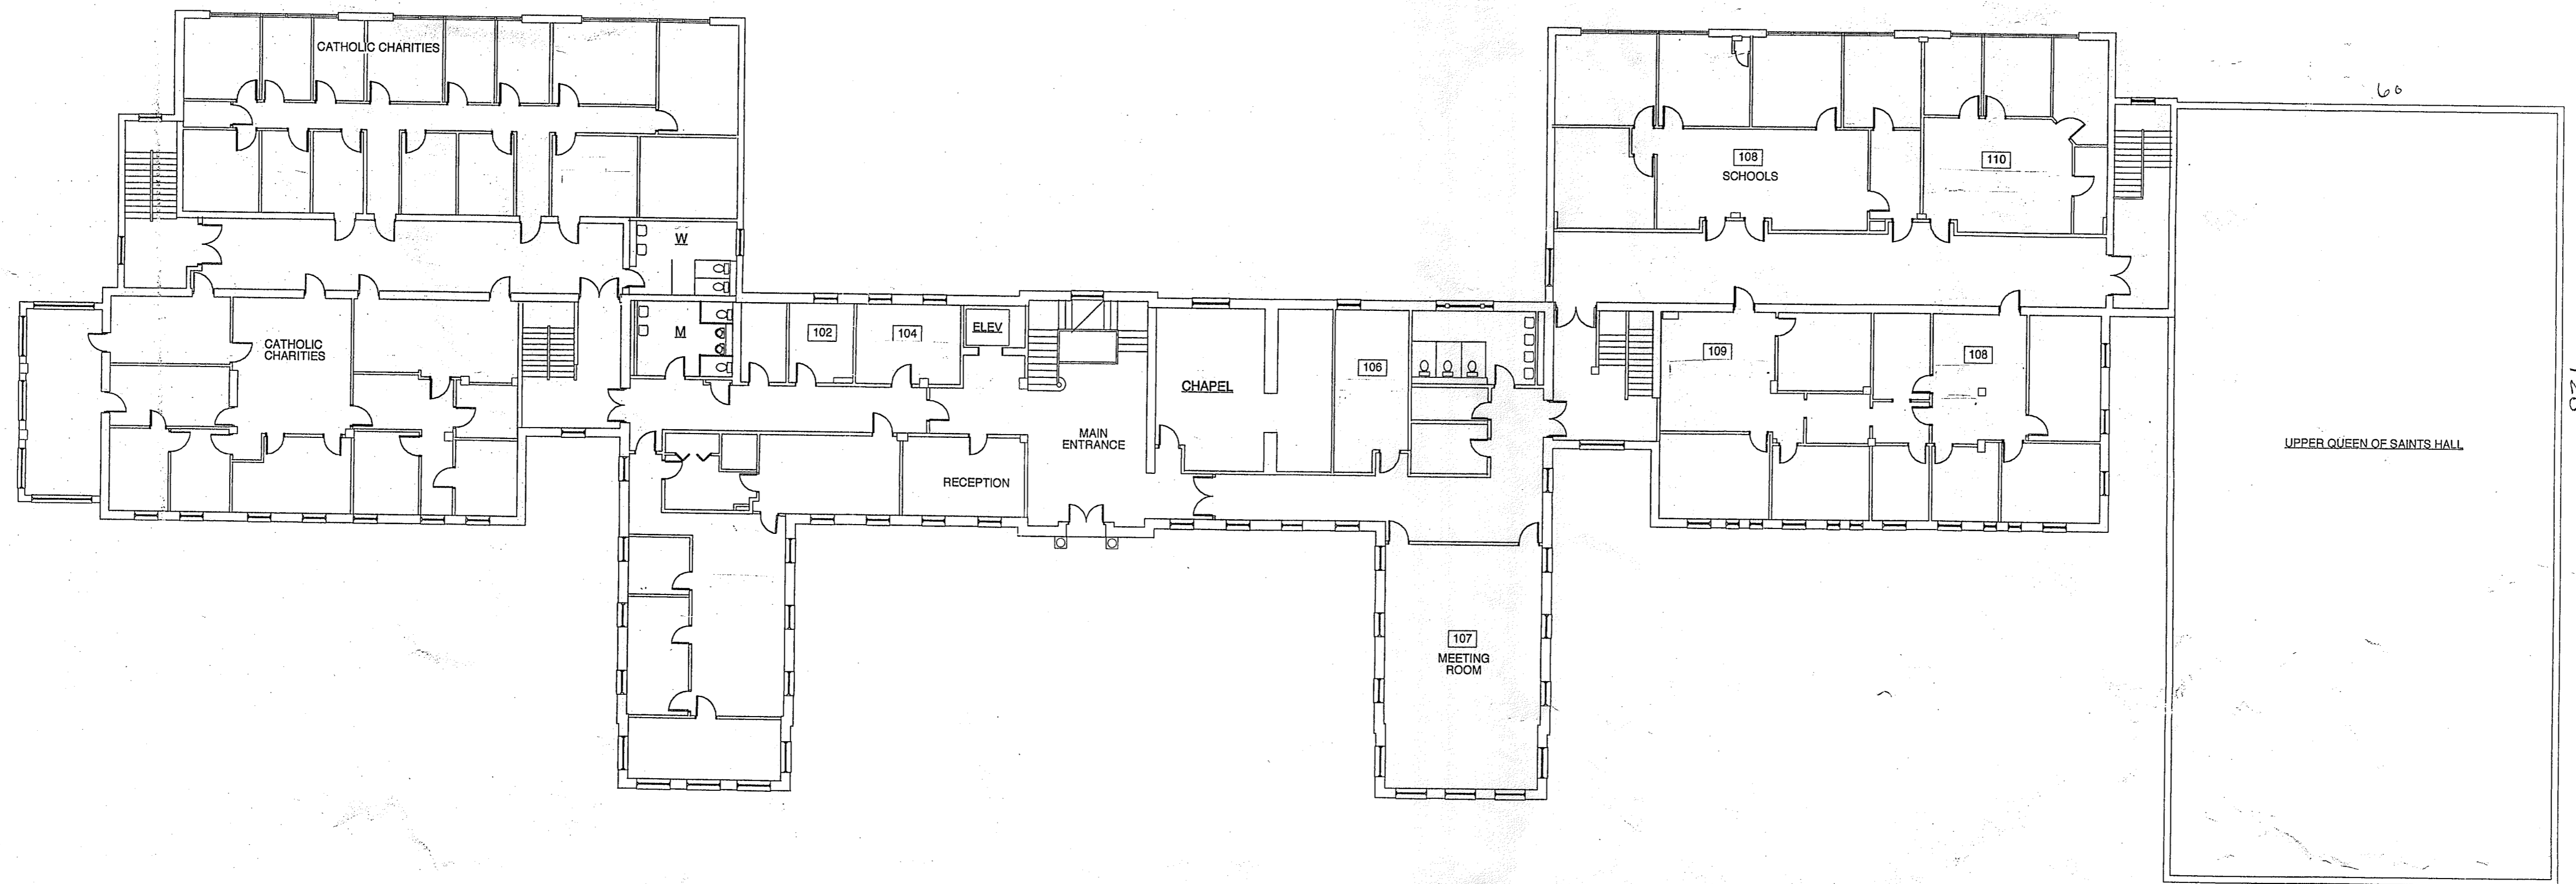 CATHOLIC CHARITIES
60
108
SCHOOLS
110
W
M
102
104
ELEV
CATHOLIC
CHARITIES
CHAPEL
106
109
108
MAIN
ENTRANCE
RECEPTION
UPPER QUEEN OF SAINTS HALL
107
MEETING
ROOM